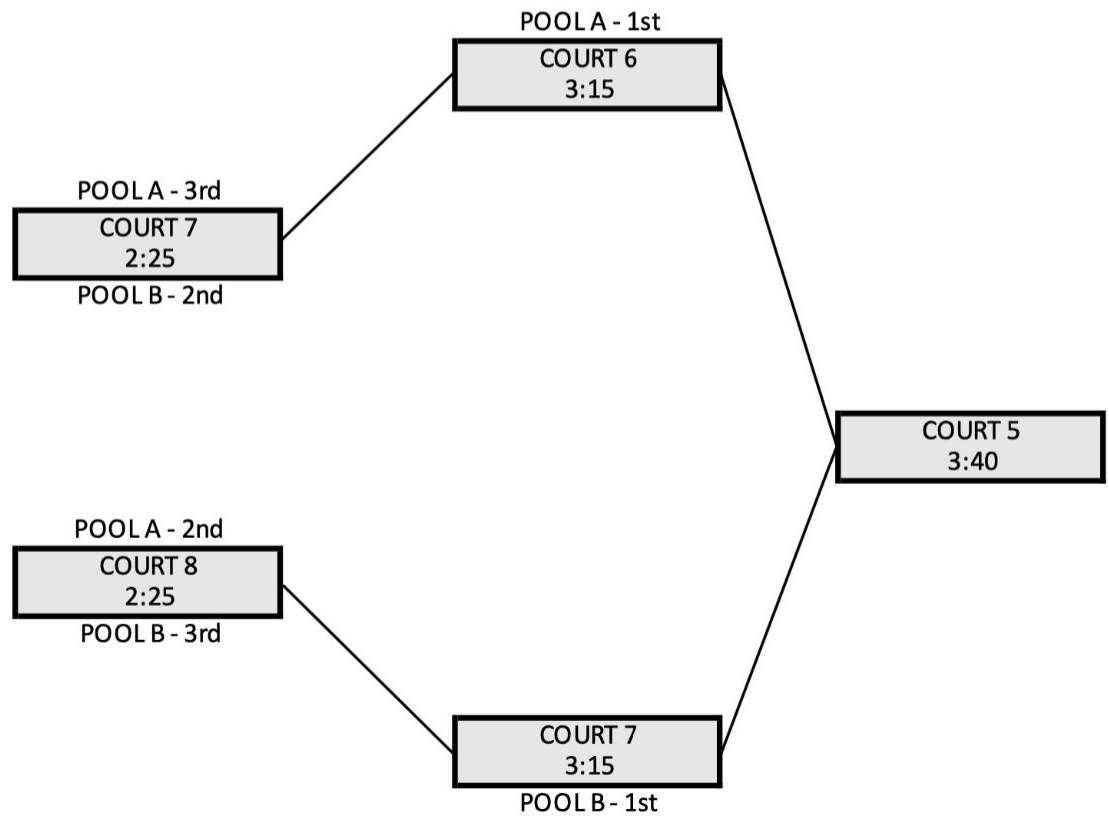 POOL A - 1st
COURT 6
3:15
POOL A - 3rd
COURT 7
2:25
POOL B - 2nd
COURT 5
3:40
POOL A - 2nd
COURT 8
2:25
POOL B - 3rd
COURT 7
3:15
POOL B - 1st